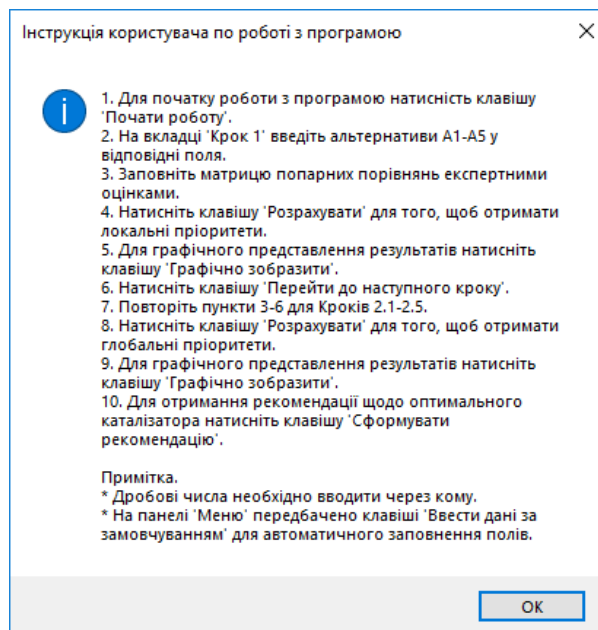 Інструкція користувача по роботі з програмою
1. Для початку роботи з програмою натисність клавішу
'Почати роботу'.
2. На вкладці 'Крок 1' введіть альтернативи А1-А5 у
відповідні поля.
3. Заповніть матрицю попарних порівнянь експертними
оцінками.
4. Натисніть клавішу 'Розрахувати' для того, щоб отримати
локальні пріоритети.
5. Для графічного представлення результатів натисніть
клавішу 'Графічно зобразити'.
6. Натисніть клавішу 'Перейти до наступного кроку'.
7. Повторіть пункти 3-6 для Кроків 2.1-2.5.
8. Натисніть клавішу 'Розрахувати' для того, щоб отримати
глобальні пріоритети.
9. Для графічного представлення результатів натисніть
клавішу 'Графічно зобразити'.
10. Для отримання рекомендації щодо оптимального
каталізатора натисніть клавішу 'Сформувати
рекомендацію'.
Примітка.
* Дробові числа необхідно вводити через кому.
* На панелі 'Меню' передбачено клавіші 'Ввести дані за
замовчуванням' для автоматичного заповнення полів.
ОК